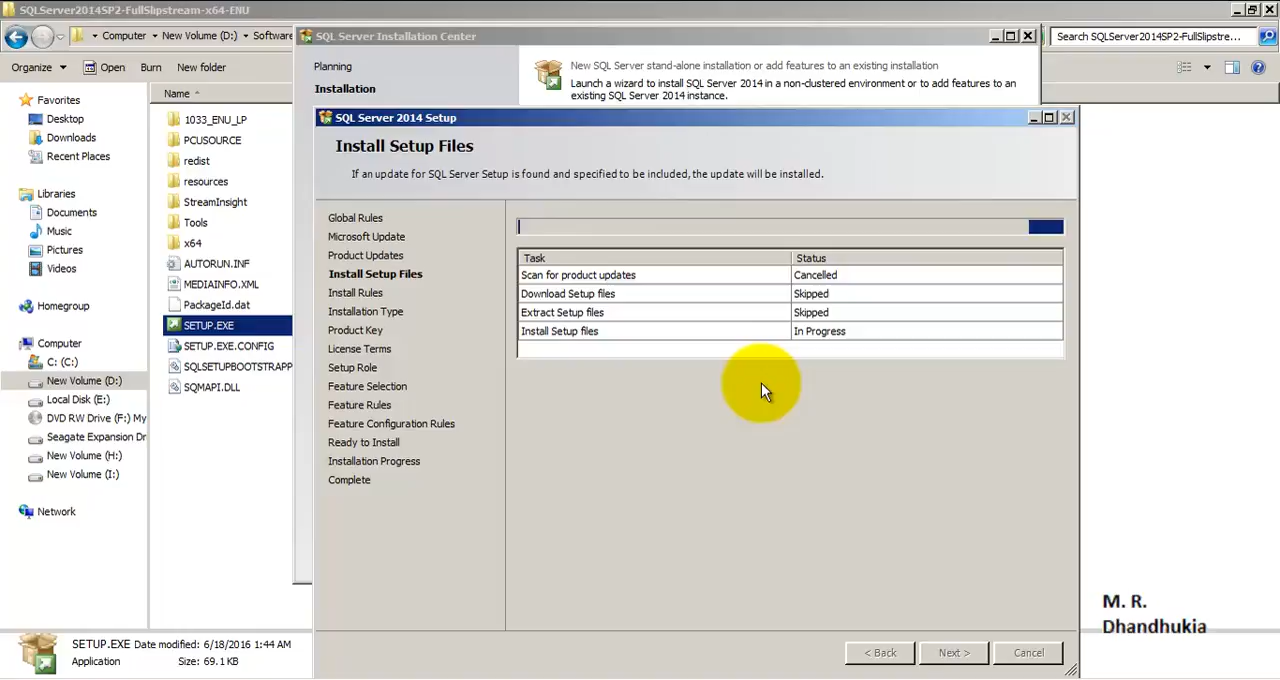 SQLServer2014SP2-FullSlipstream-x64-ENU
Computer
New Volume (D:)
Software
Search SQLServer2014SP2-FullSlipstre...
Organize
Open
Burn
New folder
Favorites
Desktop
Downloads
Recent Places
Libraries
Documents
Music
Pictures
Videos
Homegroup
Computer
C: (C:)
New Volume (D:)
Local Disk (E:)
DVD RW Drive (F:) My
Seagate Expansion Dr
New Volume (H:)
New Volume (I:)
Network
Name
1033_ENU_LP
PCUSOURCE
redist
resources
StreamInsight
Tools
x64
AUTORUN.INF
MEDIAINFO.XML
PackageId.dat
SETUP.EXE
SETUP.EXE.CONFIG
SQLSETUPBOOTSTRAPP
SQMAPI.DLL
SETUP.EXE Date modified: 6/18/2016 1:44 AM
Application Size: 69.1 KB
SQL Server Installation Center
Planning
Installation
New SQL Server stand-alone installation or add features to an existing installation
Launch a wizard to install SQL Server 2014 in a non-clustered environment or to add features to an
existing SQL Server 2014 instance.
SQL Server 2014 Setup
Install Setup Files
If an update for SQL Server Setup is found and specified to be included, the update will be installed.
Global Rules
Microsoft Update
Product Updates
Install Setup Files
Install Rules
Installation Type
Product Key
License Terms
Setup Role
Feature Selection
Feature Rules
Feature Configuration Rules
Ready to Install
Installation Progress
Complete
Task Status
Scan for product updates Cancelled
Download Setup files Skipped
Extract Setup files Skipped
Install Setup files In Progress
< Back
Next >
Cancel
M. R.
Dhandhukia